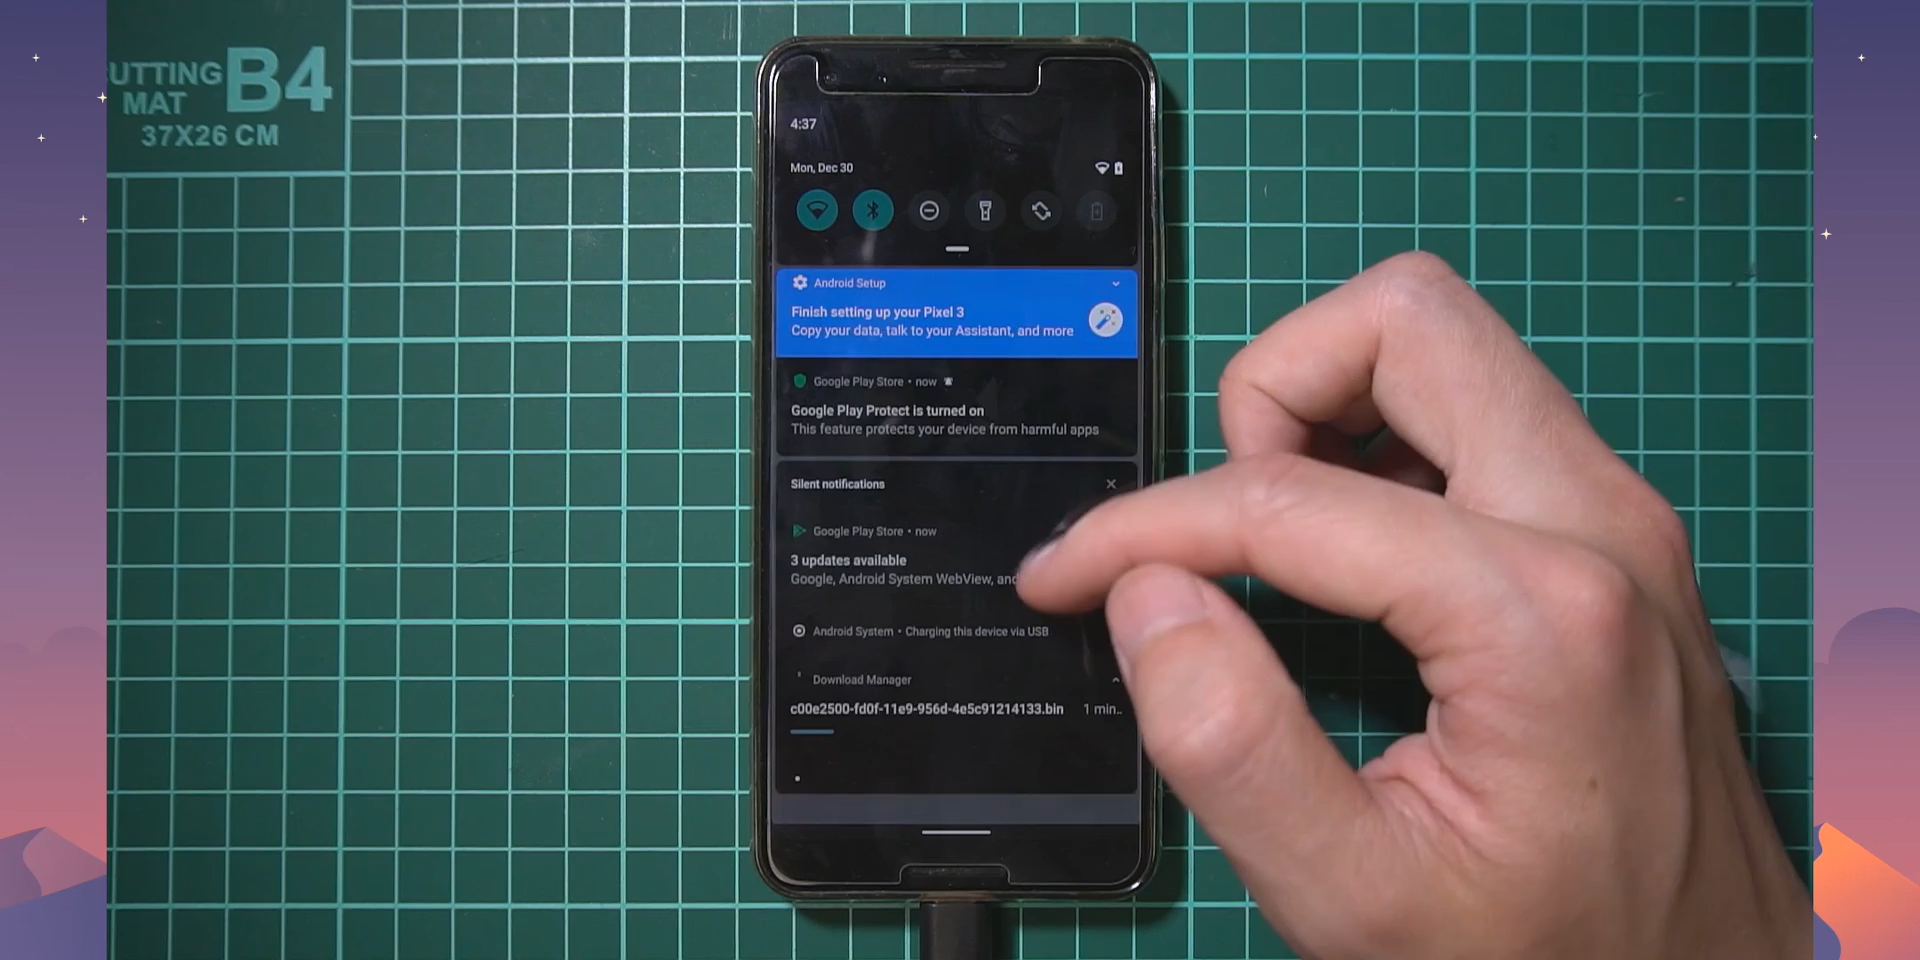 UTTING
MAT
B4
37X26 CM
4:37
Mon, Dec 30
Android Setup
Finish setting up your Pixel 3
Copy your data, talk to your Assistant, and more
Google Play Store • now
Google Play Protect is turned on
This feature protects your device from harmful apps
Silent notifications
Google Play Store • now
3 updates available
Google, Android System WebView, and
Android System • Charging this device via USB
Download Manager
c00e2500-fd0f-11e9-956d-4e5c91214133.bin 1 min..